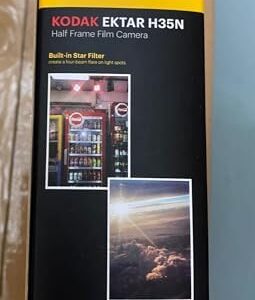 KODAK EKTAR H35N
Half Frame Film Camera
Built-in Star Filter
create a four-beam flare on light spots